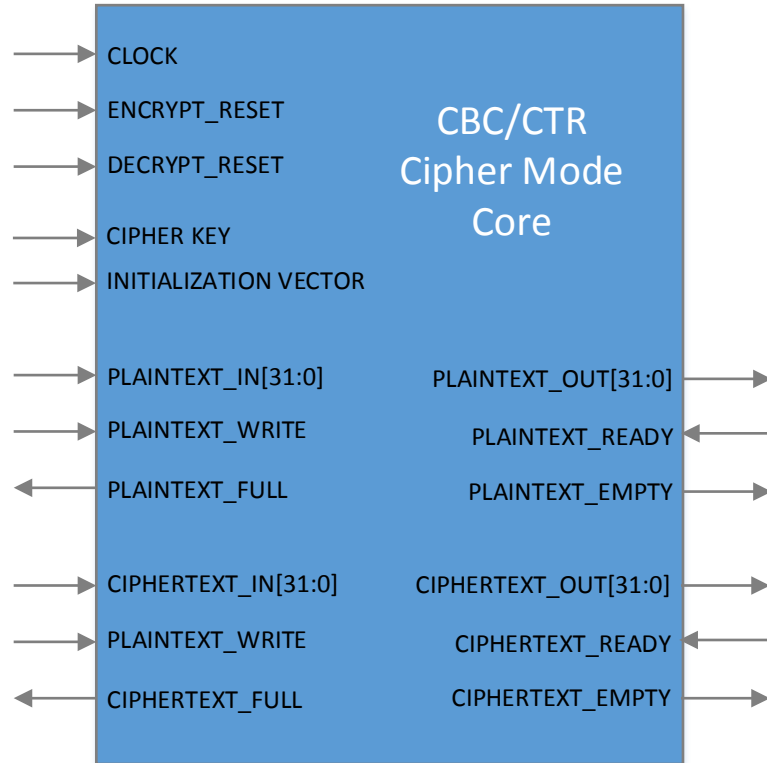 CLOCK
ENCRYPT_RESET
DECRYPT_RESET
CIPHER KEY
INITIALIZATION VECTOR
CBC/CTR
Cipher Mode
Core
PLAINTEXT_IN[31:0]
PLAINTEXT_WRITE
PLAINTEXT_FULL
CIPHERTEXT_IN[31:0]
PLAINTEXT_WRITE
CIPHERTEXT_FULL
PLAINTEXT_OUT[31:0]
PLAINTEXT_READY
PLAINTEXT_EMPTY
CIPHERTEXT_OUT[31:0]
CIPHERTEXT_READY
CIPHERTEXT_EMPTY